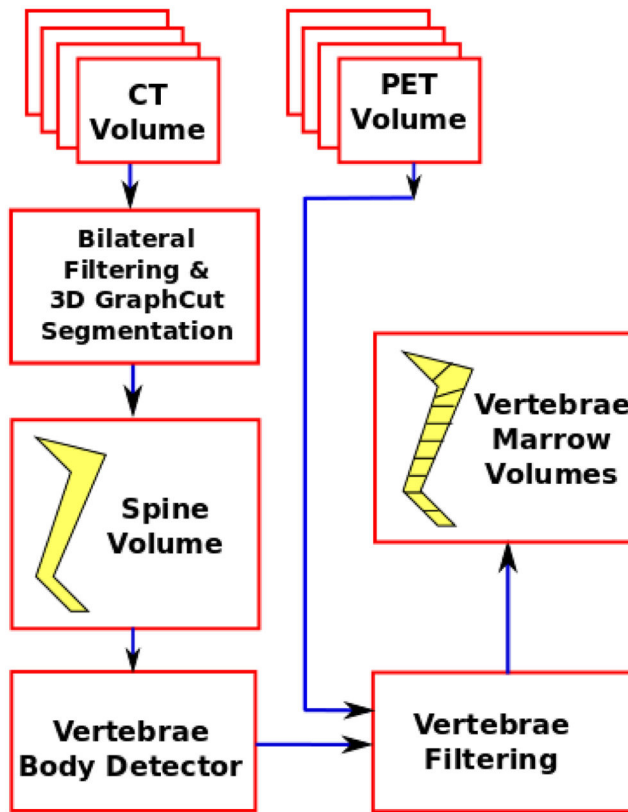 CT
Volume
PET
Volume
Bilateral
Filtering &
3D GraphCut
Segmentation
Spine
Volume
Vertebrae
Body Detector
Vertebrae
Filtering
Vertebrae
Marrow
Volumes